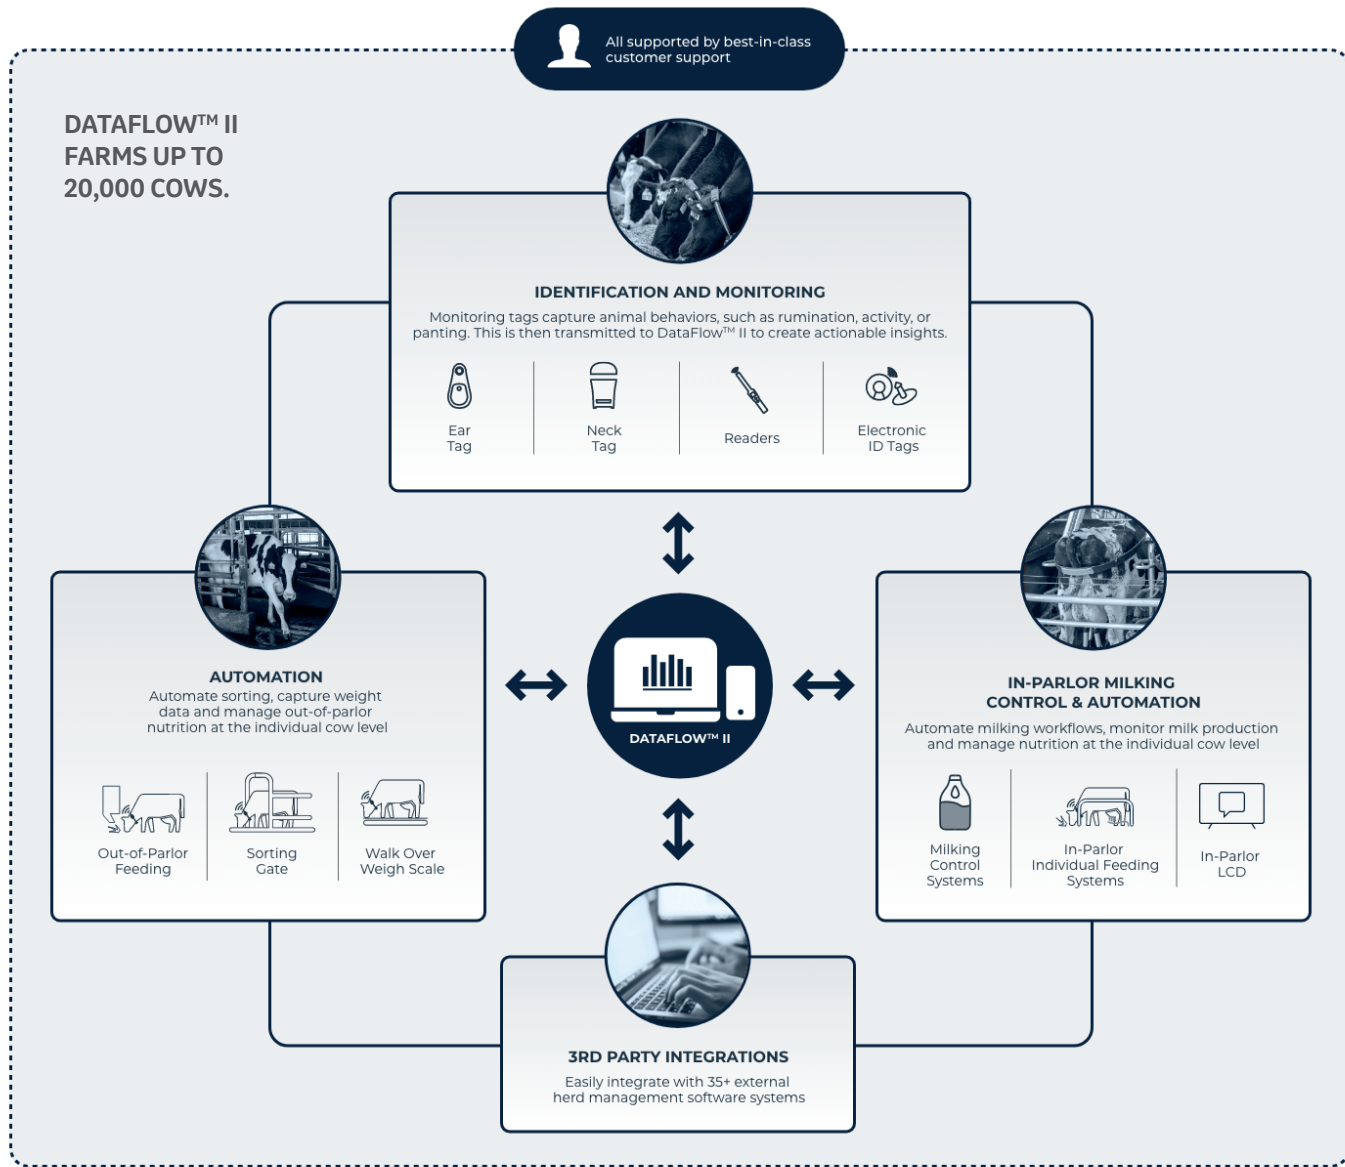 All supported by best-in-class
customer support
DATAFLOW™ II
FARMS UP TO
20,000 COWS.
IDENTIFICATION AND MONITORING
Monitoring tags capture animal behaviors, such as rumination, activity, or
panting. This is then transmitted to DataFlow™ II to create actionable insights.
Ear
Tag
Neck
Tag
Readers
Electronic
ID Tags
AUTOMATION
Automate sorting, capture weight
data and manage out-of-parlor
nutrition at the individual cow level
Out-of-Parlor
Feeding
Sorting
Gate
Walk Over
Weigh Scale
DATAFLOW™ II
IN-PARLOR MILKING
CONTROL & AUTOMATION
Automate milking workflows, monitor milk production
and manage nutrition at the individual cow level
Milking
Control
Systems
In-Parlor
Individual Feeding
Systems
In-Parlor
LCD
3RD PARTY INTEGRATIONS
Easily integrate with 35+ external
herd management software systems